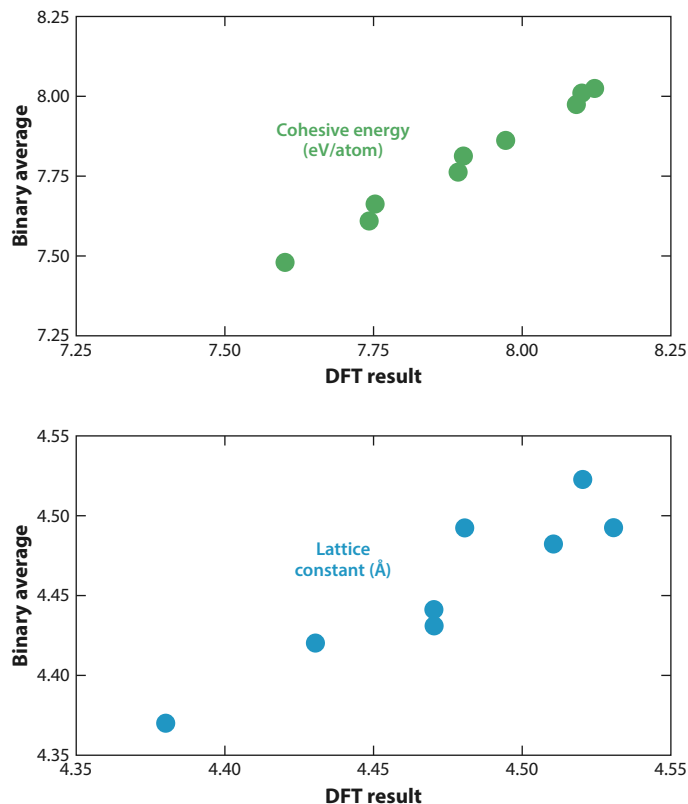 8.25
8.00
7.75
7.50
7.25
Binary average
Cohesive energy
(eV/atom)
7.25
7.50
7.75
8.00
8.25
DFT result
4.55
4.50
4.45
4.40
4.35
Binary average
Lattice
constant (Å)
4.35
4.40
4.45
4.50
4.55
DFT result